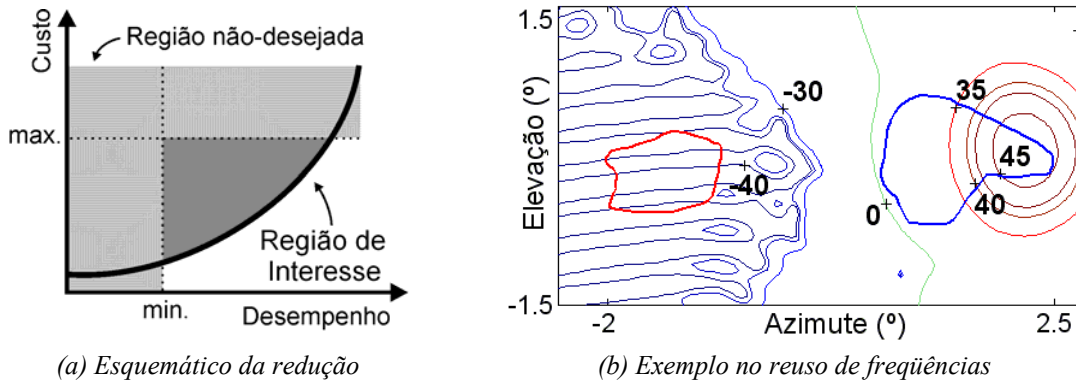 Custo
Região não-desejada
max.
Região de
Interesse
min.
Desempenho
(a) Esquemático da redução
1.5
Elevação (º)
-1.5
-30
-40
35
45
40
0
-2
Azimute (º)
2.5
(b) Exemplo no reuso de freqüências